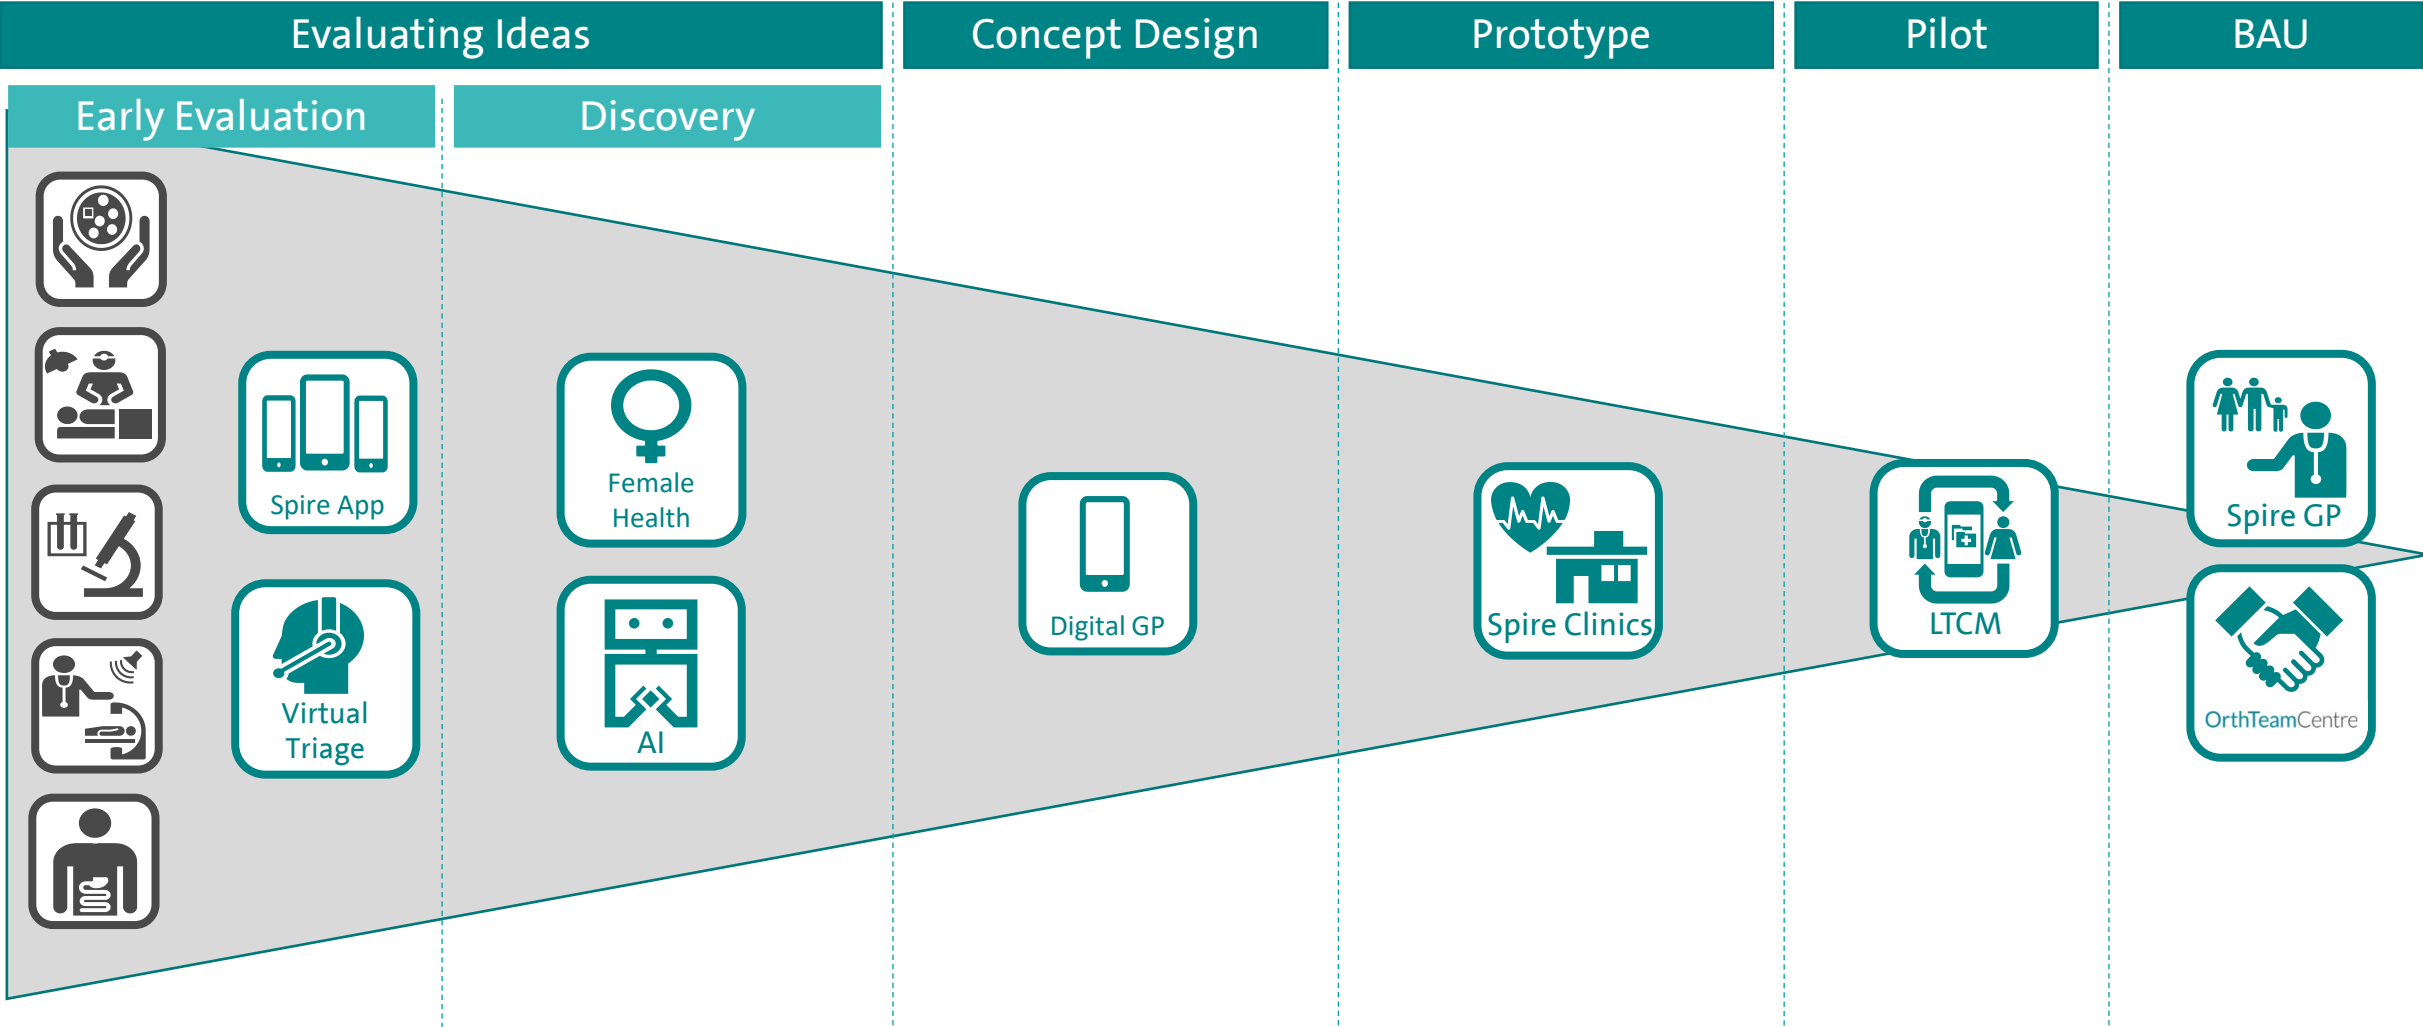 Evaluating Ideas
Concept Design
Prototype
Pilot
BAU
Early Evaluation
Discovery
Spire App
Virtual
Triage
Female
Health
AI
Digital GP
Spire Clinics
LTCM
Spire GP
OrthTeamCentre